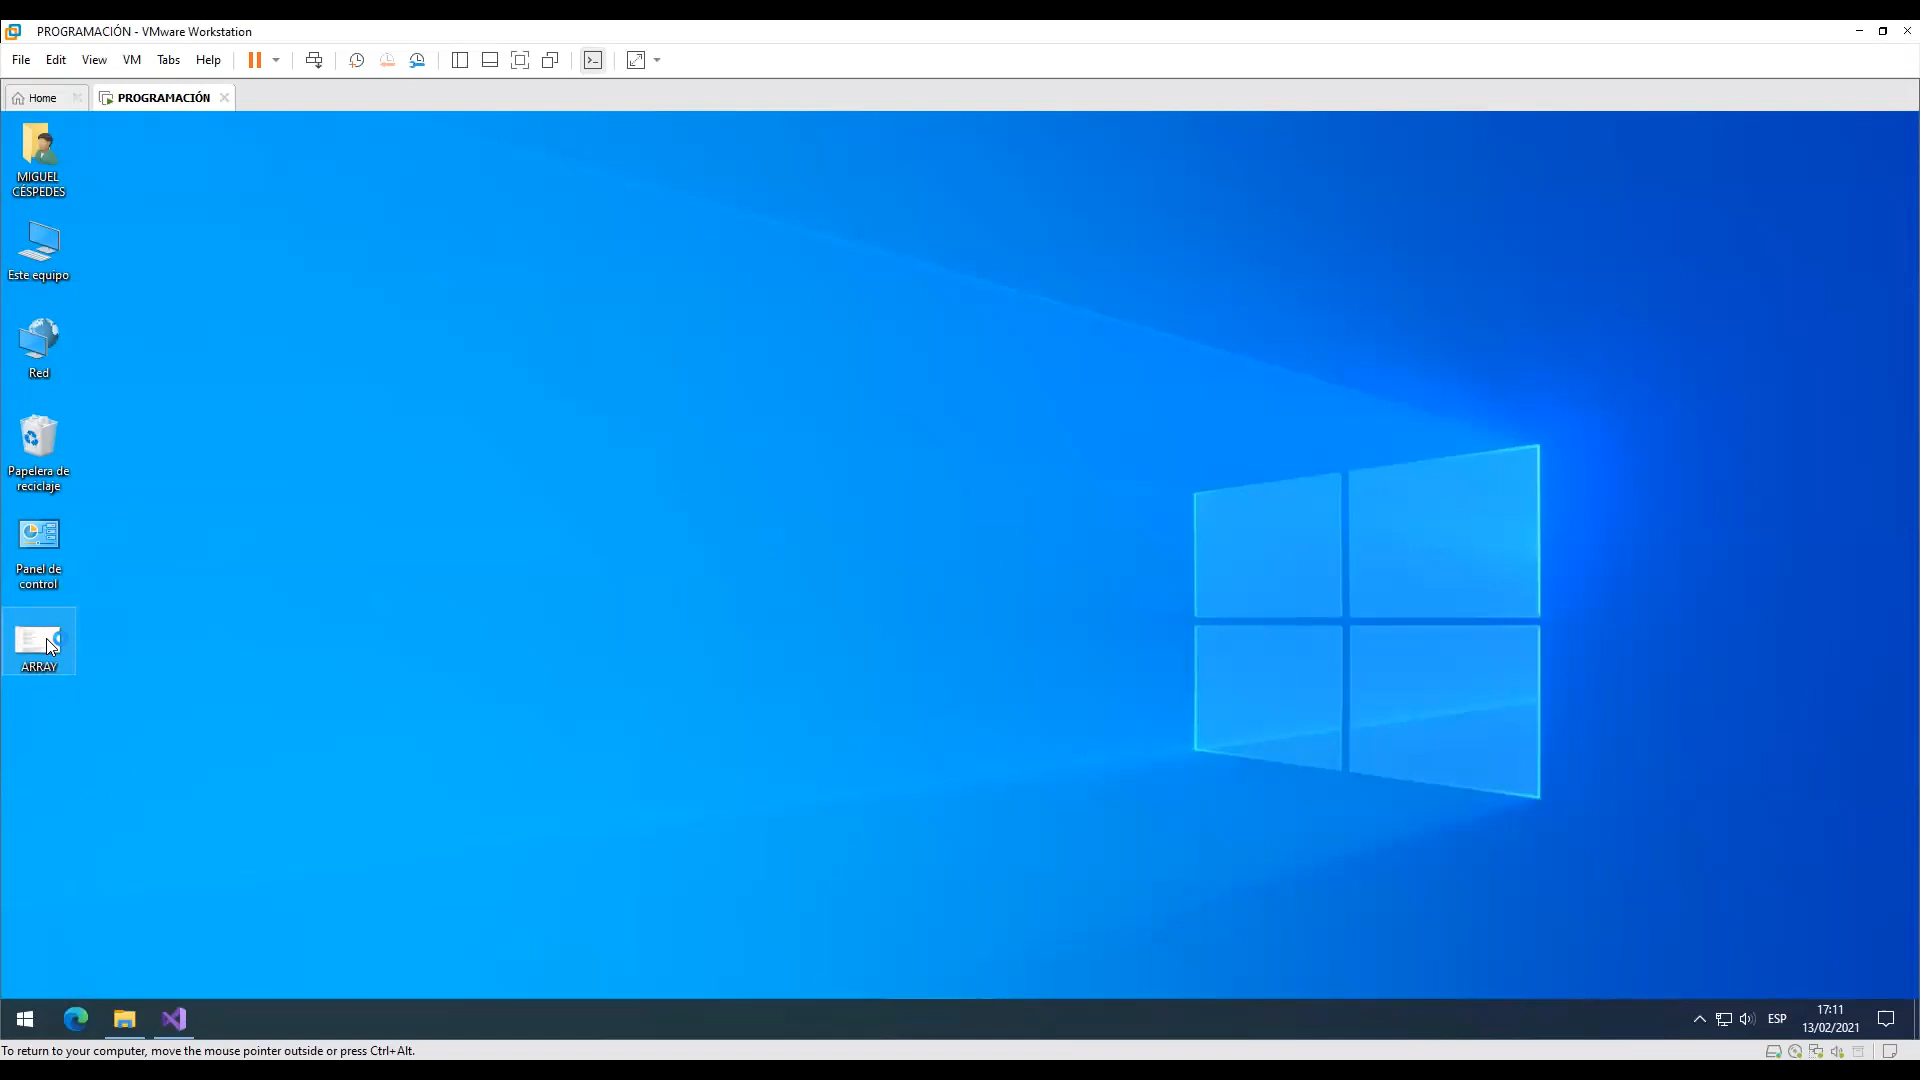 PROGRAMACIÓN - VMware Workstation
File Edit View VM Tabs Help
Home PROGRAMACIÓN
MIGUEL
CÉSPEDES
Este equipo
Red
Papelera de
reciclaje
Panel de
control
ARRAY
ESP
17:11
13/02/2021
To return to your computer, move the mouse pointer outside or press Ctrl+Alt.